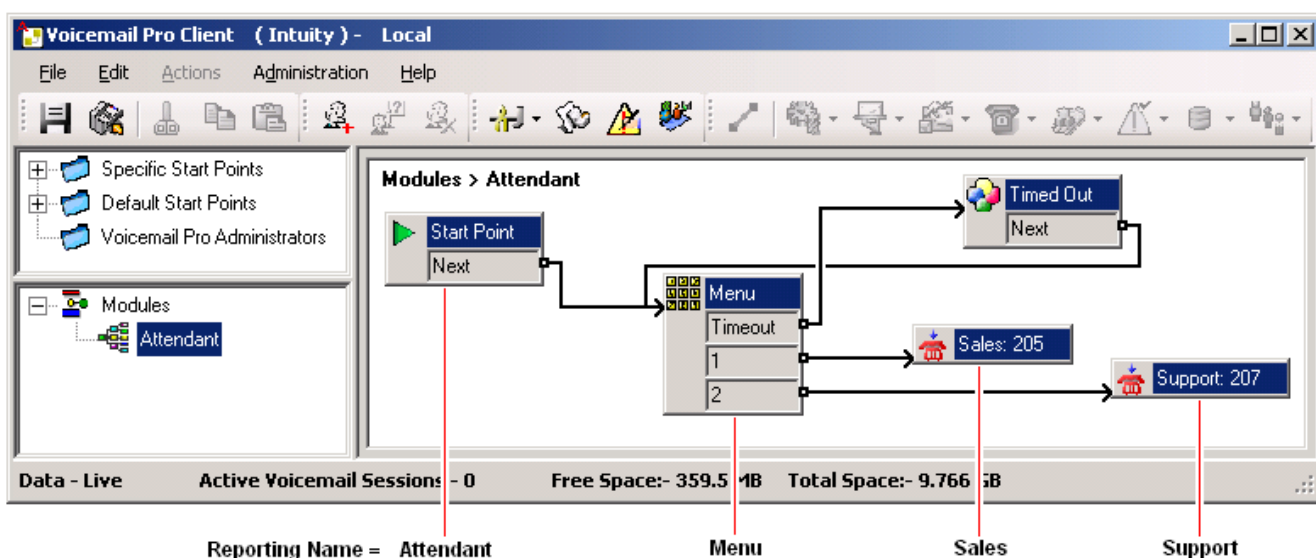 Voicemail Pro Client ( Intuity ) - Local
File Edit Actions Administration Help
Specific Start Points
Default Start Points
Voicemail Pro Administrators
Modules
Attendant
Modules > Attendant
Start Point
Next
Menu
Timeout
1
2
Timed Out
Next
Sales: 205
Support: 207
Data - Live Active Voicemail Sessions - 0 Free Space:- 359.5 MB Total Space:- 9.766 GB
Reporting Name = Attendant Menu Sales Support